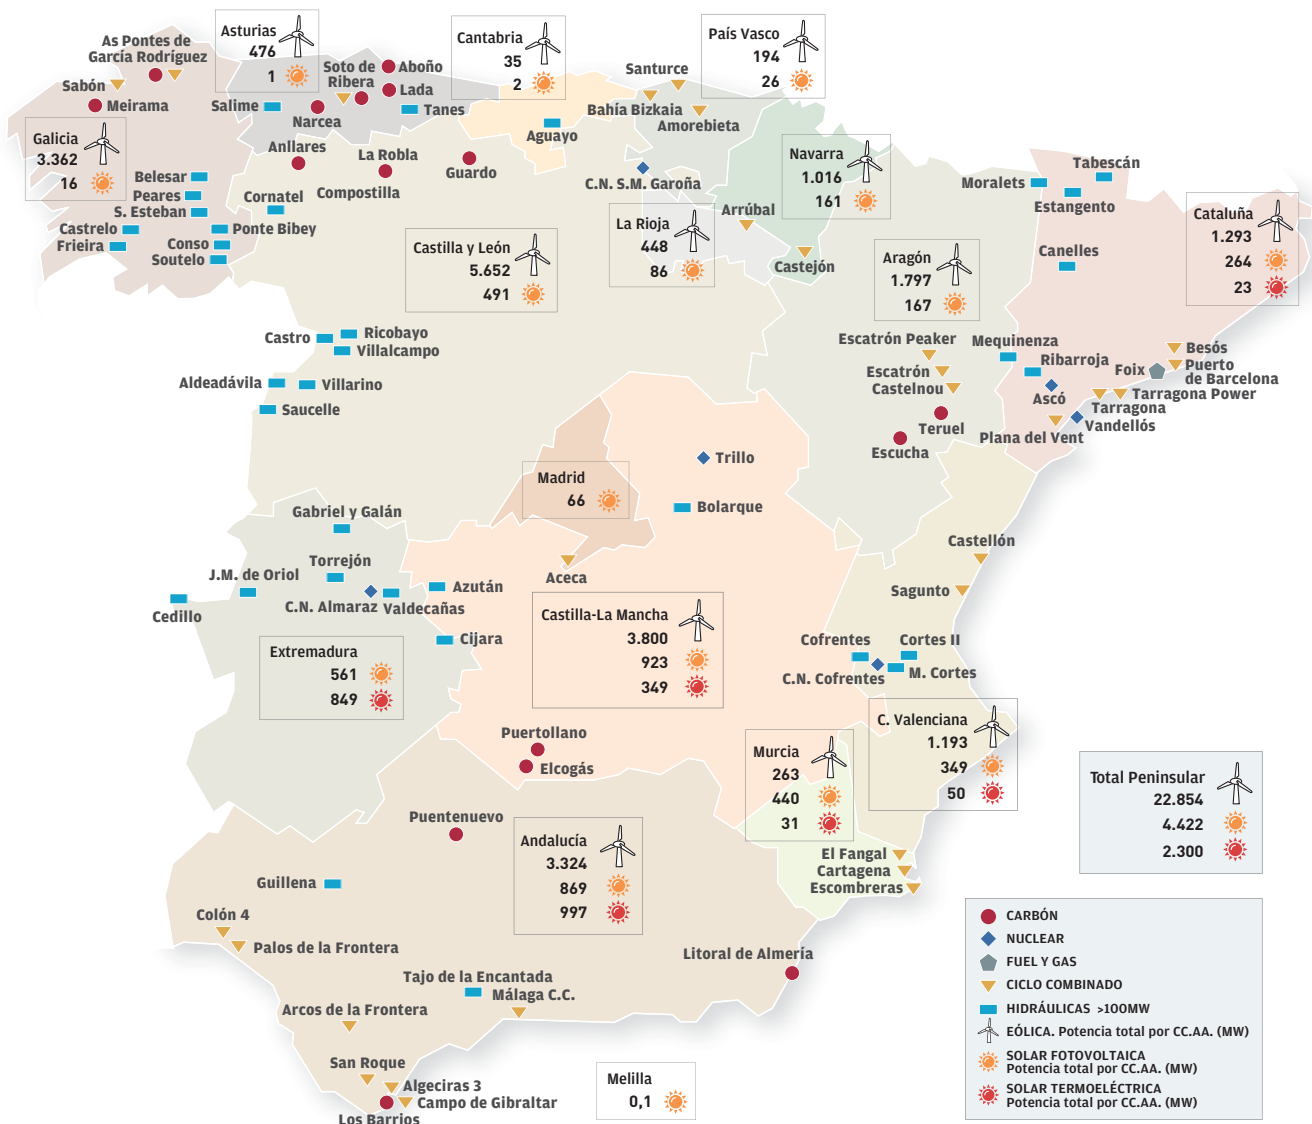 Asturias
476
1
Cantabria
35
2
País Vasco
194
26
As Pontes de
García Rodríguez
Sabón
Meirama
Soto de
Ribera
Aboño
Lada
Salime
Narcea
Tanes
Santurce
Bahía Bizkaia
Amorebieta
Aguayo
Galicia
3.362
16
Anllares
La Robla
Compostilla
Guardo
C.N. S.M. Garoña
Navarra
1.016
161
Moralets
Tabescán
Estangento
Belesar
Peares
S. Esteban
Castrelo
Frieira
Cornatel
Ponte Bibey
Conso
Soutelo
Arrúbal
La Rioja
448
86
Castejón
Castilla y León
5.652
491
Aragón
1.797
167
Canelles
Cataluña
1.293
264
23
Castro
Ricobayo
Villalcampo
Aldeadávila
Villarino
Saucelle
Escatrón Peaker
Escatrón
Castelnou
Teruel
Escucha
Mequinenza
Ribarroja
Ascó
Foix
Besós
Puerto
de Barcelona
Tarragona Power
Tarragona
Vandellós
Plana del Vent
Madrid
66
Trillo
Bolarque
Gabriel y Galán
Torrejón
J.M. de Oriol
Cedillo
C.N. Almaraz
Valdecañas
Azután
Cijara
Aceca
Castellón
Sagunto
Castilla-La Mancha
3.800
923
349
Cofrentes
Cortes II
C.N. Cofrentes
M. Cortes
Extremadura
561
849
Puertollano
Elcogás
Murcia
263
440
31
C. Valenciana
1.193
349
50
Total Peninsular
22.854
4.422
2.300
Puentenuevo
Andalucía
3.324
869
997
El Fangal
Cartagena
Escombreras
Guillena
Colón 4
Palos de la Frontera
Litoral de Almería
Tajo de la Encantada
Málaga C.C.
Arcos de la Frontera
San Roque
Algeciras 3
Campo de Gibraltar
Los Barrios
Melilla
0,1
CARBÓN
NUCLEAR
FUEL Y GAS
CICLO COMBINADO
HIDRÁULICAS >100MW
EÓLICA. Potencia total por CC.AA. (MW)
SOLAR FOTOVOLTAICA
Potencia total por CC.AA. (MW)
SOLAR TERMOELÉCTRICA
Potencia total por CC.AA. (MW)